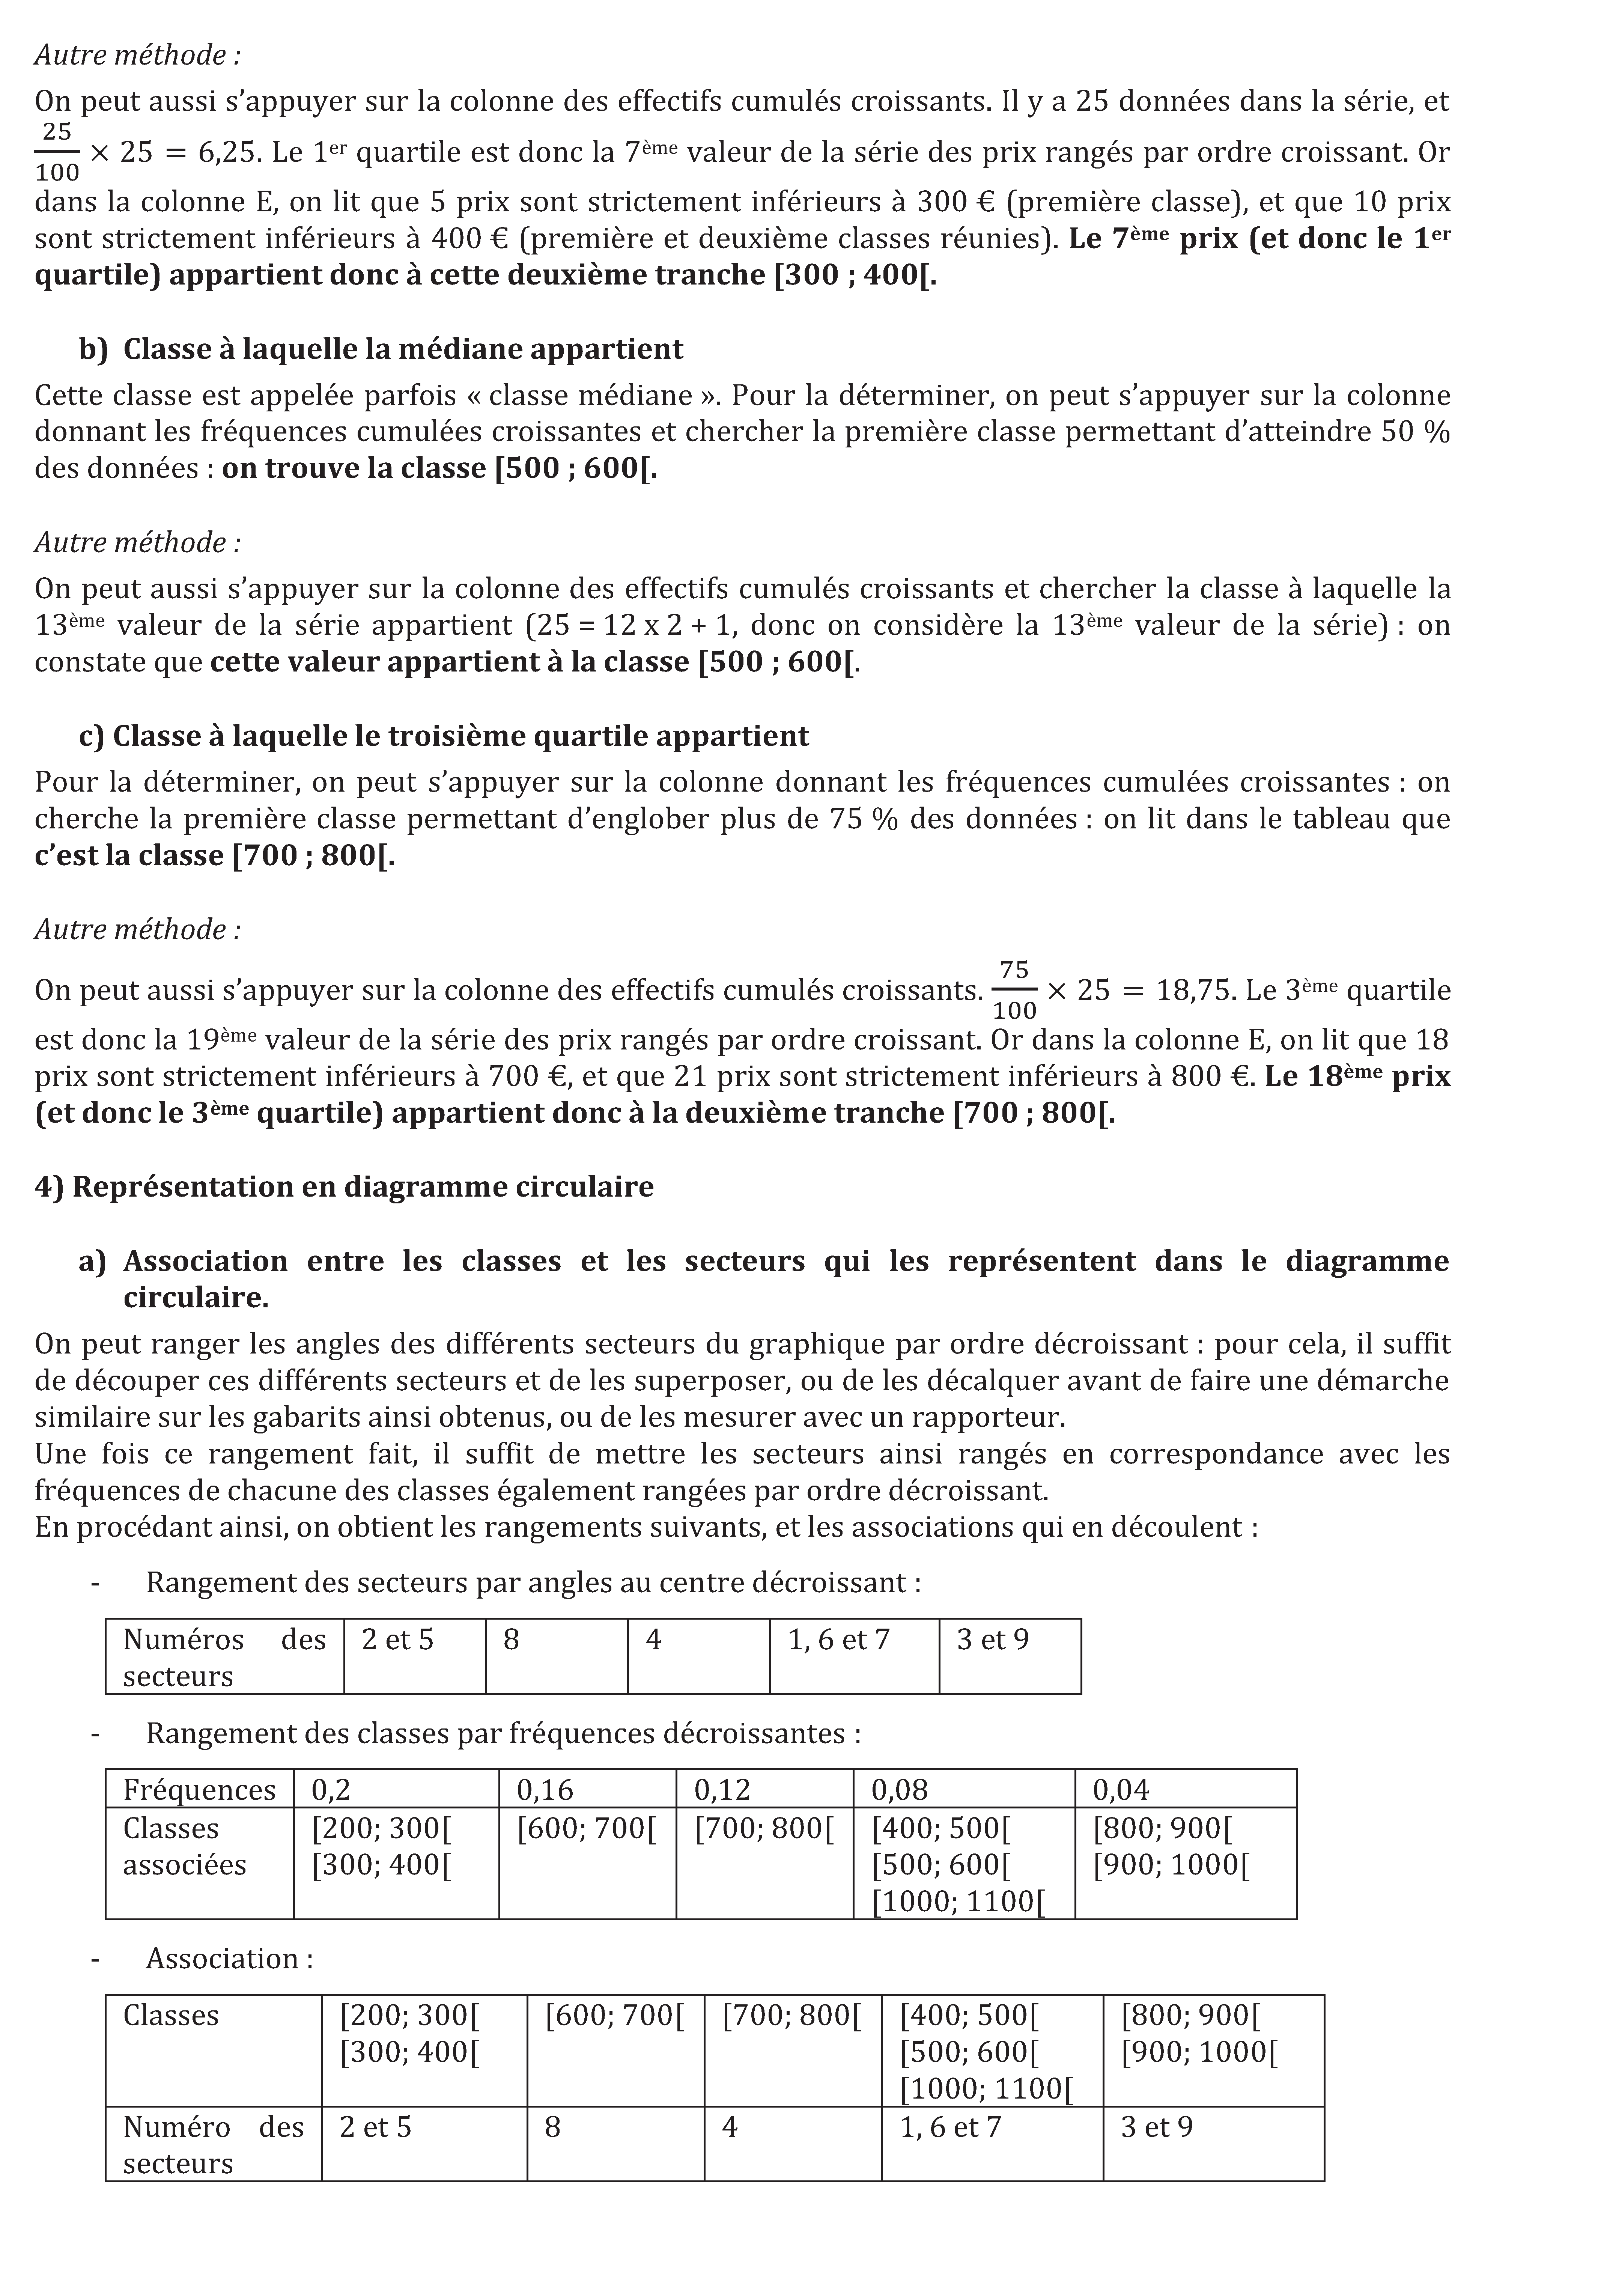 Autre méthode :
On peut aussi s’appuyer sur la colonne des effectifs cumulés croissants. Il y a 25 données dans la série, et
25/100 × 25 = 6,25. Le 1er quartile est donc la 7ème valeur de la série des prix rangés par ordre croissant. Or
dans la colonne E, on lit que 5 prix sont strictement inférieurs à 300 € (première classe), et que 10 prix
sont strictement inférieurs à 400 € (première et deuxième classes réunies). Le 7ème prix (et donc le 1er
quartile) appartient donc à cette deuxième tranche [300 ; 400[.
b) Classe à laquelle la médiane appartient
Cette classe est appelée parfois « classe médiane ». Pour la déterminer, on peut s’appuyer sur la colonne
donnant les fréquences cumulées croissantes et chercher la première classe permettant d’atteindre 50 %
des données : on trouve la classe [500 ; 600[.
Autre méthode :
On peut aussi s’appuyer sur la colonne des effectifs cumulés croissants et chercher la classe à laquelle la
13ème valeur de la série appartient (25 = 12 x 2 + 1, donc on considère la 13ème valeur de la série) : on
constate que cette valeur appartient à la classe [500 ; 600[.
c) Classe à laquelle le troisième quartile appartient
Pour la déterminer, on peut s’appuyer sur la colonne donnant les fréquences cumulées croissantes : on
cherche la première classe permettant d’englober plus de 75 % des données : on lit dans le tableau que
c’est la classe [700 ; 800[.
Autre méthode :
On peut aussi s’appuyer sur la colonne des effectifs cumulés croissants. 75/100 × 25 = 18,75. Le 3ème quartile
est donc la 19ème valeur de la série des prix rangés par ordre croissant. Or dans la colonne E, on lit que 18
prix sont strictement inférieurs à 700 €, et que 21 prix sont strictement inférieurs à 800 €. Le 18ème prix
(et donc le 3ème quartile) appartient donc à la deuxième tranche [700 ; 800[.
4) Représentation en diagramme circulaire
a) Association entre les classes et les secteurs qui les représentent dans le diagramme
circulaire.
On peut ranger les angles des différents secteurs du graphique par ordre décroissant : pour cela, il suffit
de découper ces différents secteurs et de les superposer, ou de les décalquer avant de faire une démarche
similaire sur les gabarits ainsi obtenus, ou de les mesurer avec un rapporteur.
Une fois ce rangement fait, il suffit de mettre les secteurs ainsi rangés en correspondance avec les
fréquences de chacune des classes également rangées par ordre décroissant.
En procédant ainsi, on obtient les rangements suivants, et les associations qui en découlent :
- Rangement des secteurs par angles au centre décroissant :
Numéros des 2 et 5 8 4 1, 6 et 7 3 et 9
secteurs
- Rangement des classes par fréquences décroissantes :
Fréquences 0,2 0,16 0,12 0,08 0,04
Classes [200; 300[ [600; 700[ [700; 800[ [400; 500[ [800; 900[
associées [300; 400[ [500; 600[ [900; 1000[
[1000; 1100[
- Association :
Classes [200; 300[ [600; 700[ [700; 800[ [400; 500[ [800; 900[
[300; 400[ [500; 600[ [900; 1000[
[1000; 1100[
Numéro des 2 et 5 8 4 1, 6 et 7 3 et 9
secteurs